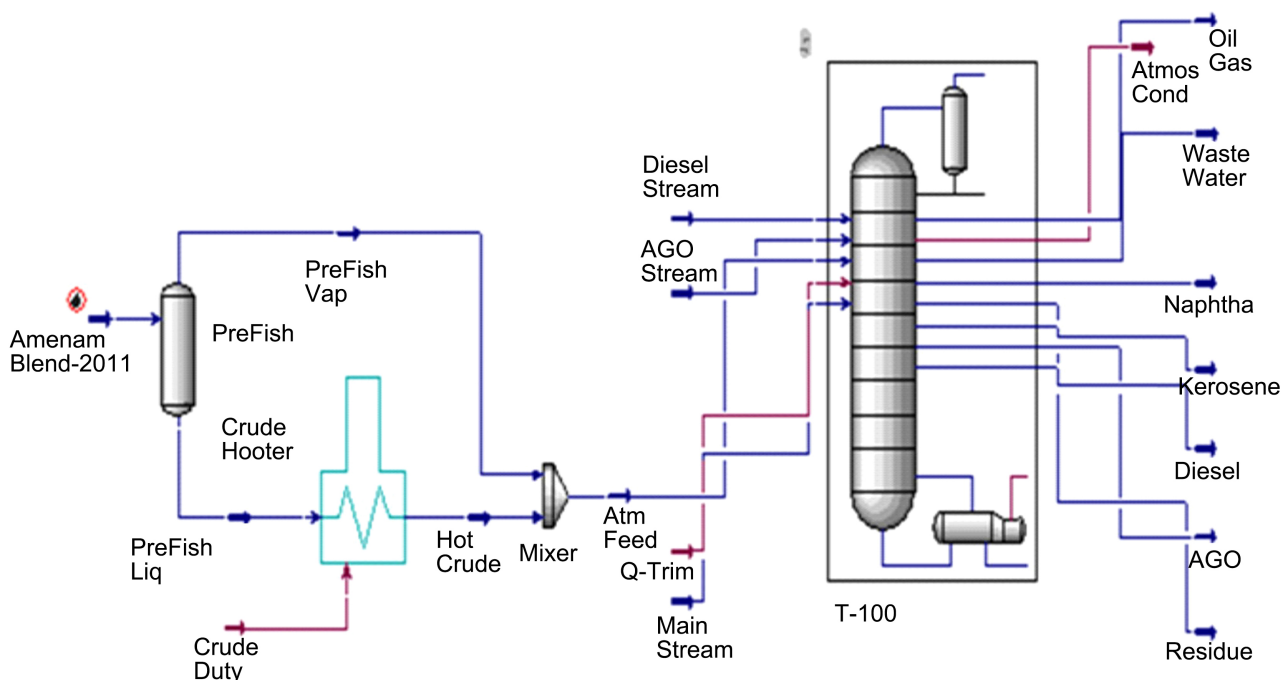 Oil
Gas
Atmos
Cond
Waste
Water
Diesel
Stream
AGO
Stream
PreFish
Vap
Naphtha
Amenam
Blend-2011
PreFish
Kerosene
Crude
Hooter
Diesel
PreFish
Liq
Hot
Crude
Mixer
Atm
Feed
Q-Trim
AGO
T-100
Main
Stream
Crude
Duty
Residue